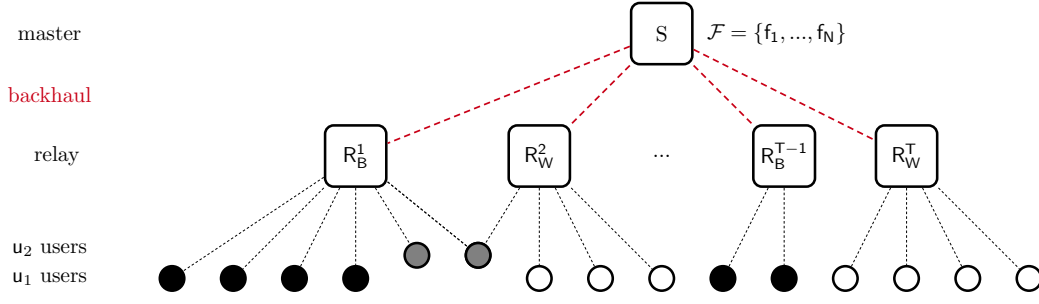 master
S
ℱ = {f₁, ..., f_N}
backhaul
relay
R_B^1
R_W^2
...
R_B^{T−1}
R_W^T
u₂ users
u₁ users